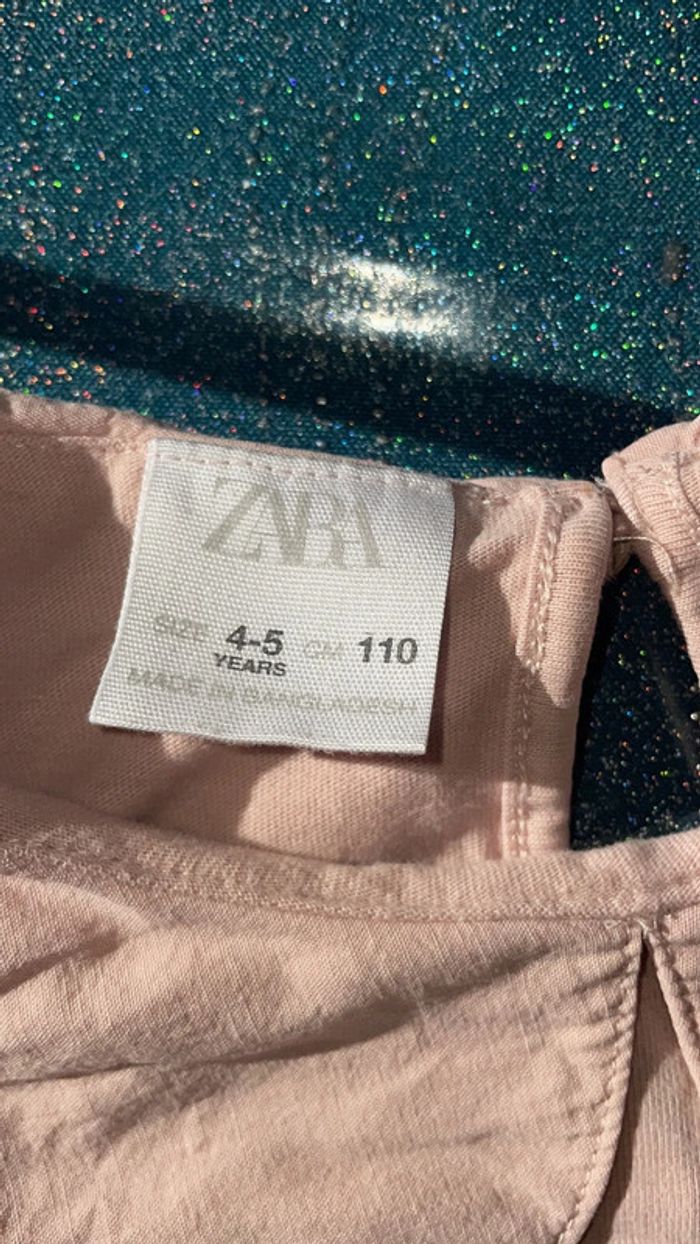 ZARA
SIZE 4-5 CM 110
YEARS
MADE IN BANGLADESH